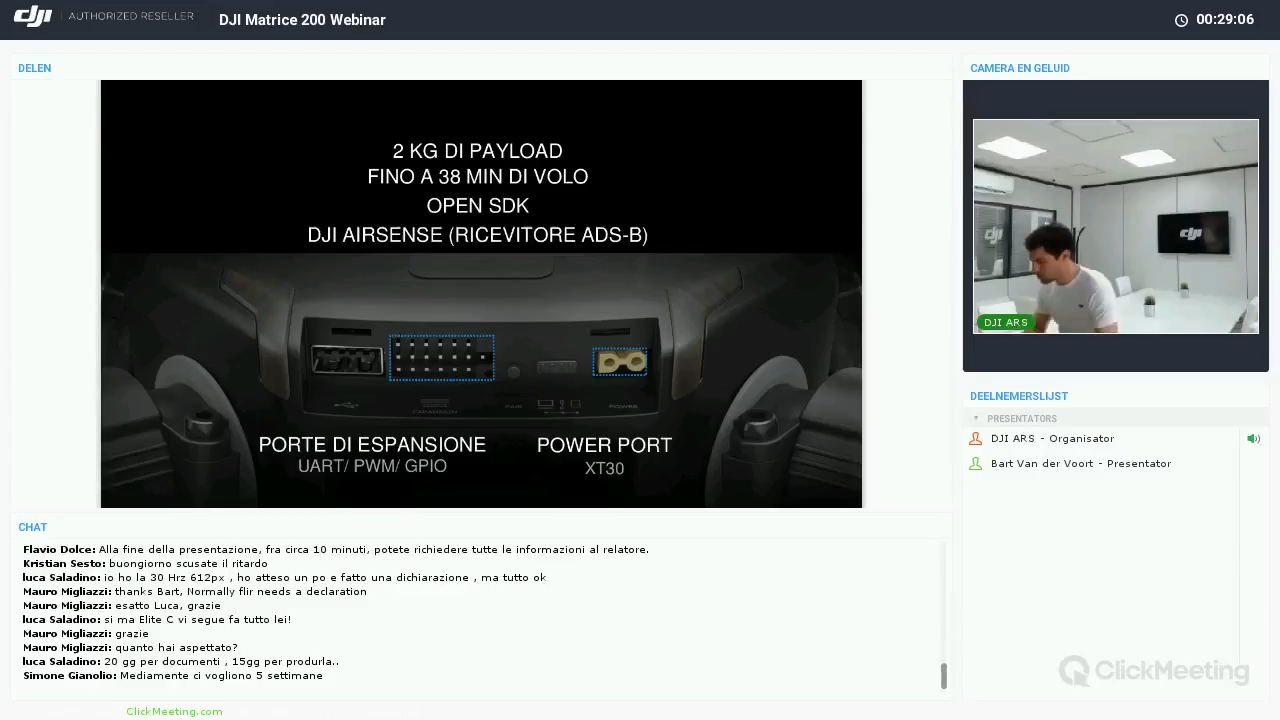 dji AUTHORIZED RESELLER DJI Matrice 200 Webinar 00:29:06
DELEN
2 KG DI PAYLOAD
FINO A 38 MIN DI VOLO
OPEN SDK
DJI AIRSENSE (RICEVITORE ADS-B)
EXPANSION PAIR POWER
PORTE DI ESPANSIONE
UART/ PWM/ GPIO
POWER PORT
XT30
CAMERA EN GELUID
dji
dji
DJI ARS
DEELNEMERSLIJST
PRESENTATORS
DJI ARS - Organisator
Bart Van der Voort - Presentator
CHAT
Flavio Dolce: Alla fine della presentazione, fra circa 10 minuti, potete richiedere tutte le informazioni al relatore.
Kristian Sesto: buongiorno scusate il ritardo
luca Saladino: io ho la 30 Hrz 612px , ho atteso un po e fatto una dichiarazione , ma tutto ok
Mauro Migliazzi: thanks Bart, Normally flir needs a declaration
Mauro Migliazzi: esatto Luca, grazie
luca Saladino: si ma Elite C vi segue fa tutto lei!
Mauro Migliazzi: grazie
Mauro Migliazzi: quanto hai aspettato?
luca Saladino: 20 gg per documenti , 15gg per produrla..
Simone Gianolio: Mediamente ci vogliono 5 settimane
ClickMeeting
ClickMeeting.com